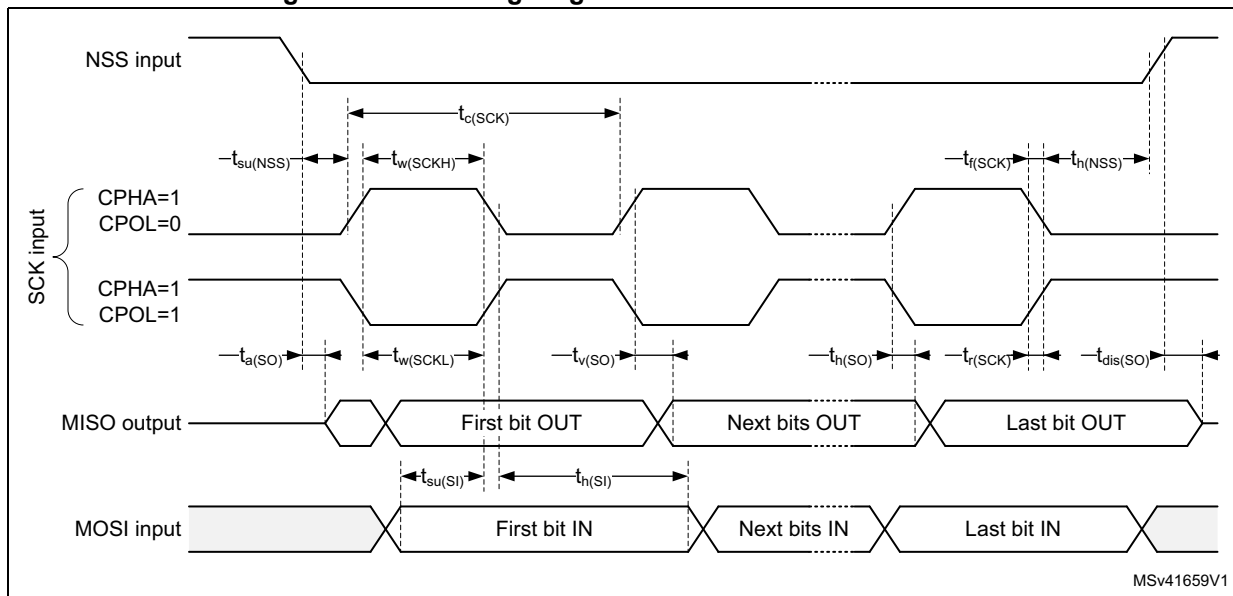 NSS input
tc(SCK)
tsu(NSS)
tw(SCKH)
tf(SCK)
th(NSS)
SCK input
CPHA=1
CPOL=0
CPHA=1
CPOL=1
ta(SO)
tw(SCKL)
tv(SO)
th(SO)
tr(SCK)
tdis(SO)
MISO output
First bit OUT
Next bits OUT
Last bit OUT
tsu(SI)
th(SI)
MOSI input
First bit IN
Next bits IN
Last bit IN
MSv41659V1